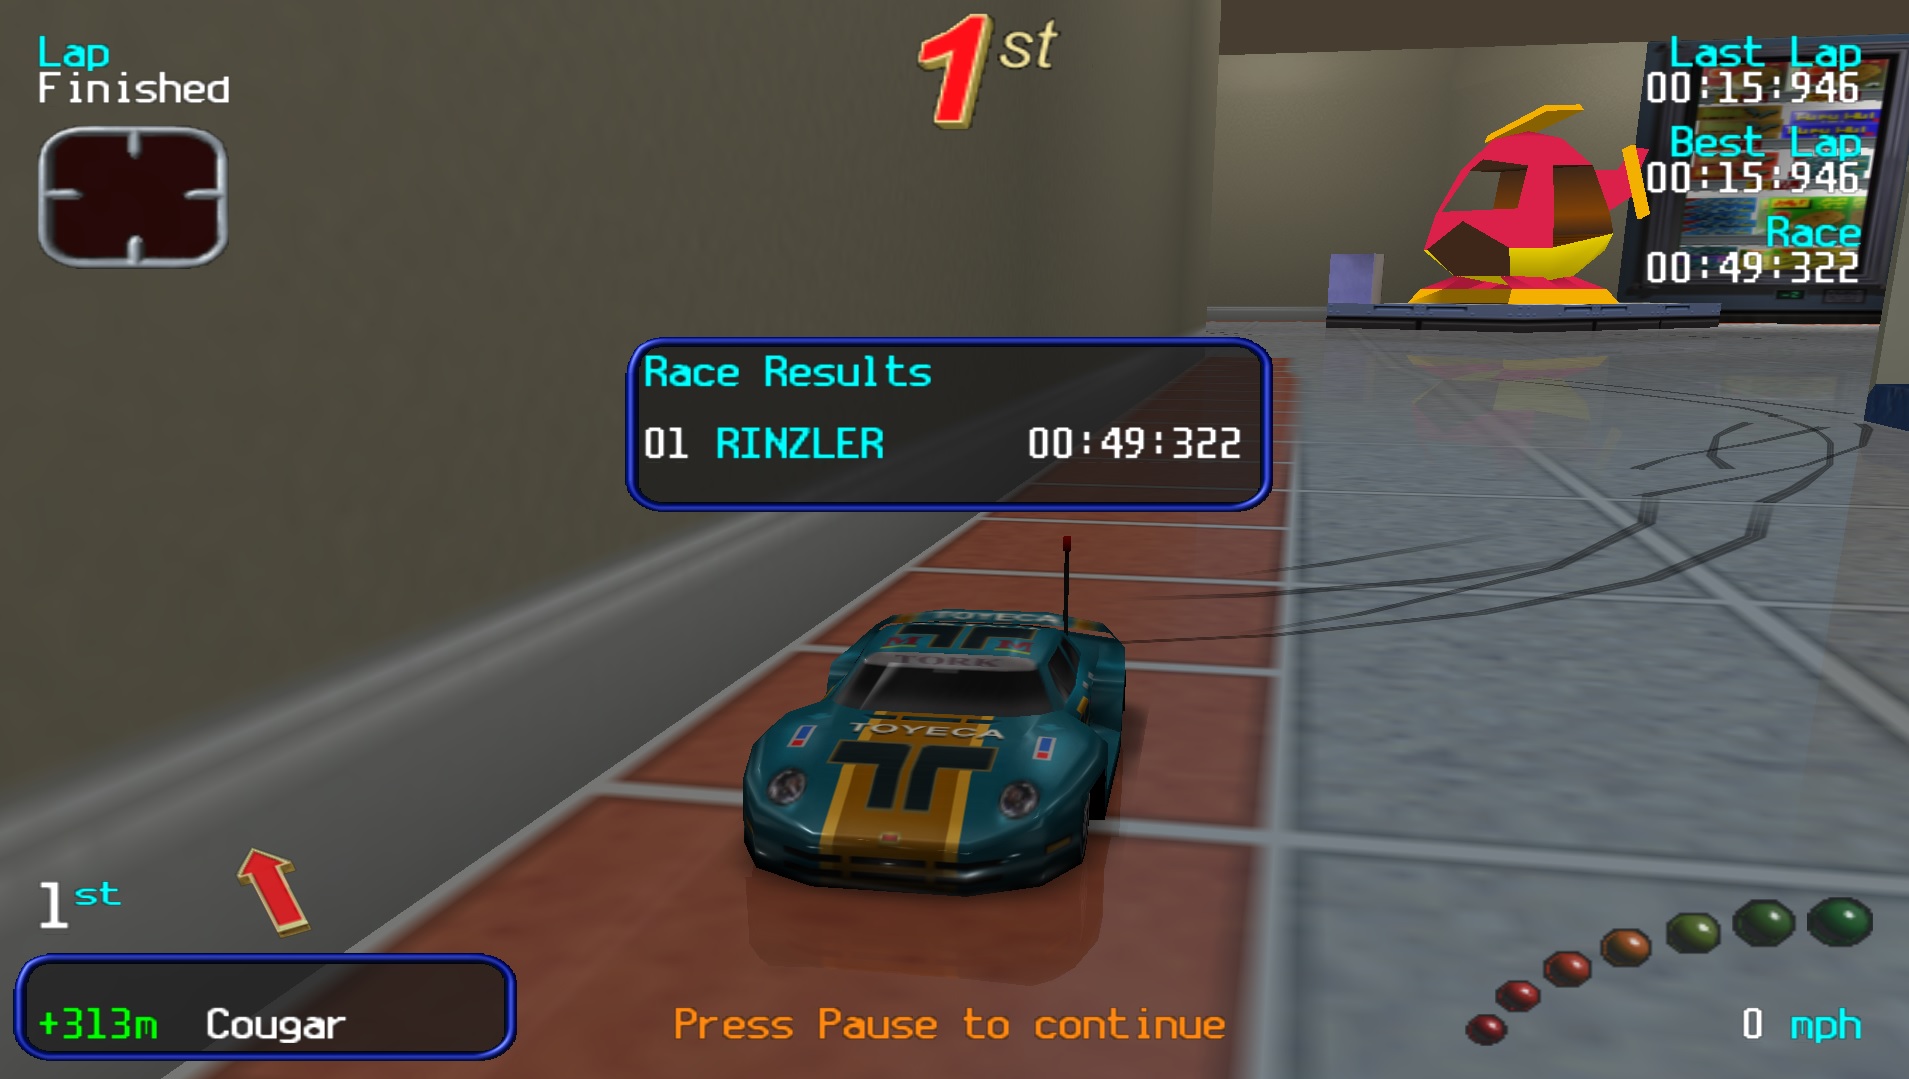 Lap
Finished
1st
Last Lap
00:15:946
Best Lap
00:15:946
Race
00:49:322
Race Results
01 RINZLER 00:49:322
TOYECA
M M
TORK
TOYECA
1st
+313m Cougar
Press Pause to continue
0 mph